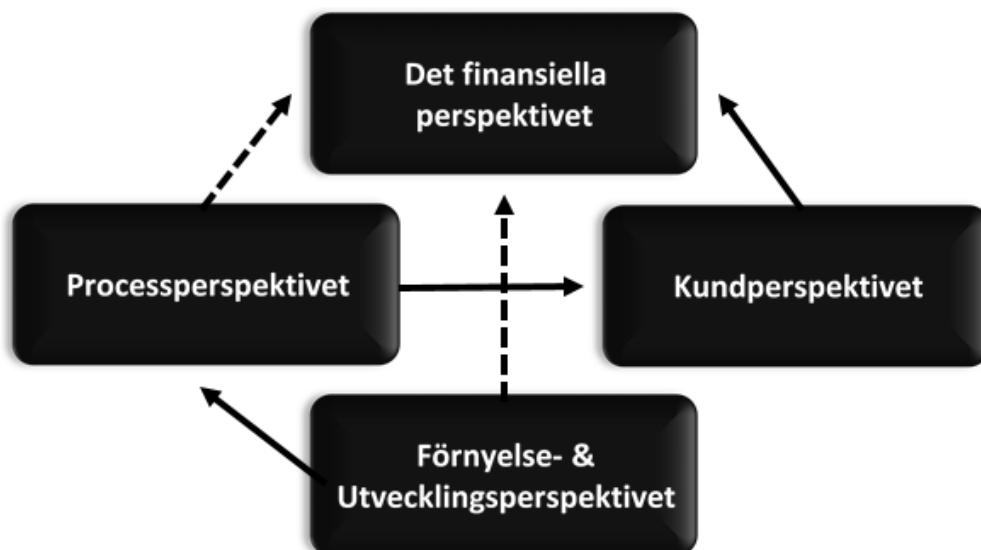 Det finansiella
perspektivet
Processperspektivet
Kundperspektivet
Förnyelse- &
Utvecklingsperspektivet